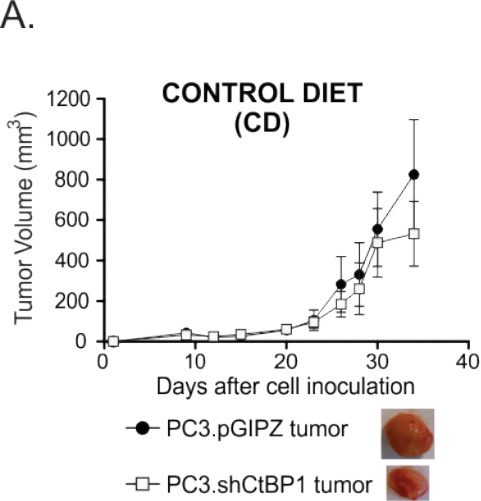 A.
CONTROL DIET
(CD)
Tumor Volume (mm³)
1200
1000
800
600
400
200
0
0 10 20 30 40
Days after cell inoculation
PC3.pGIPZ tumor
PC3.shCtBP1 tumor